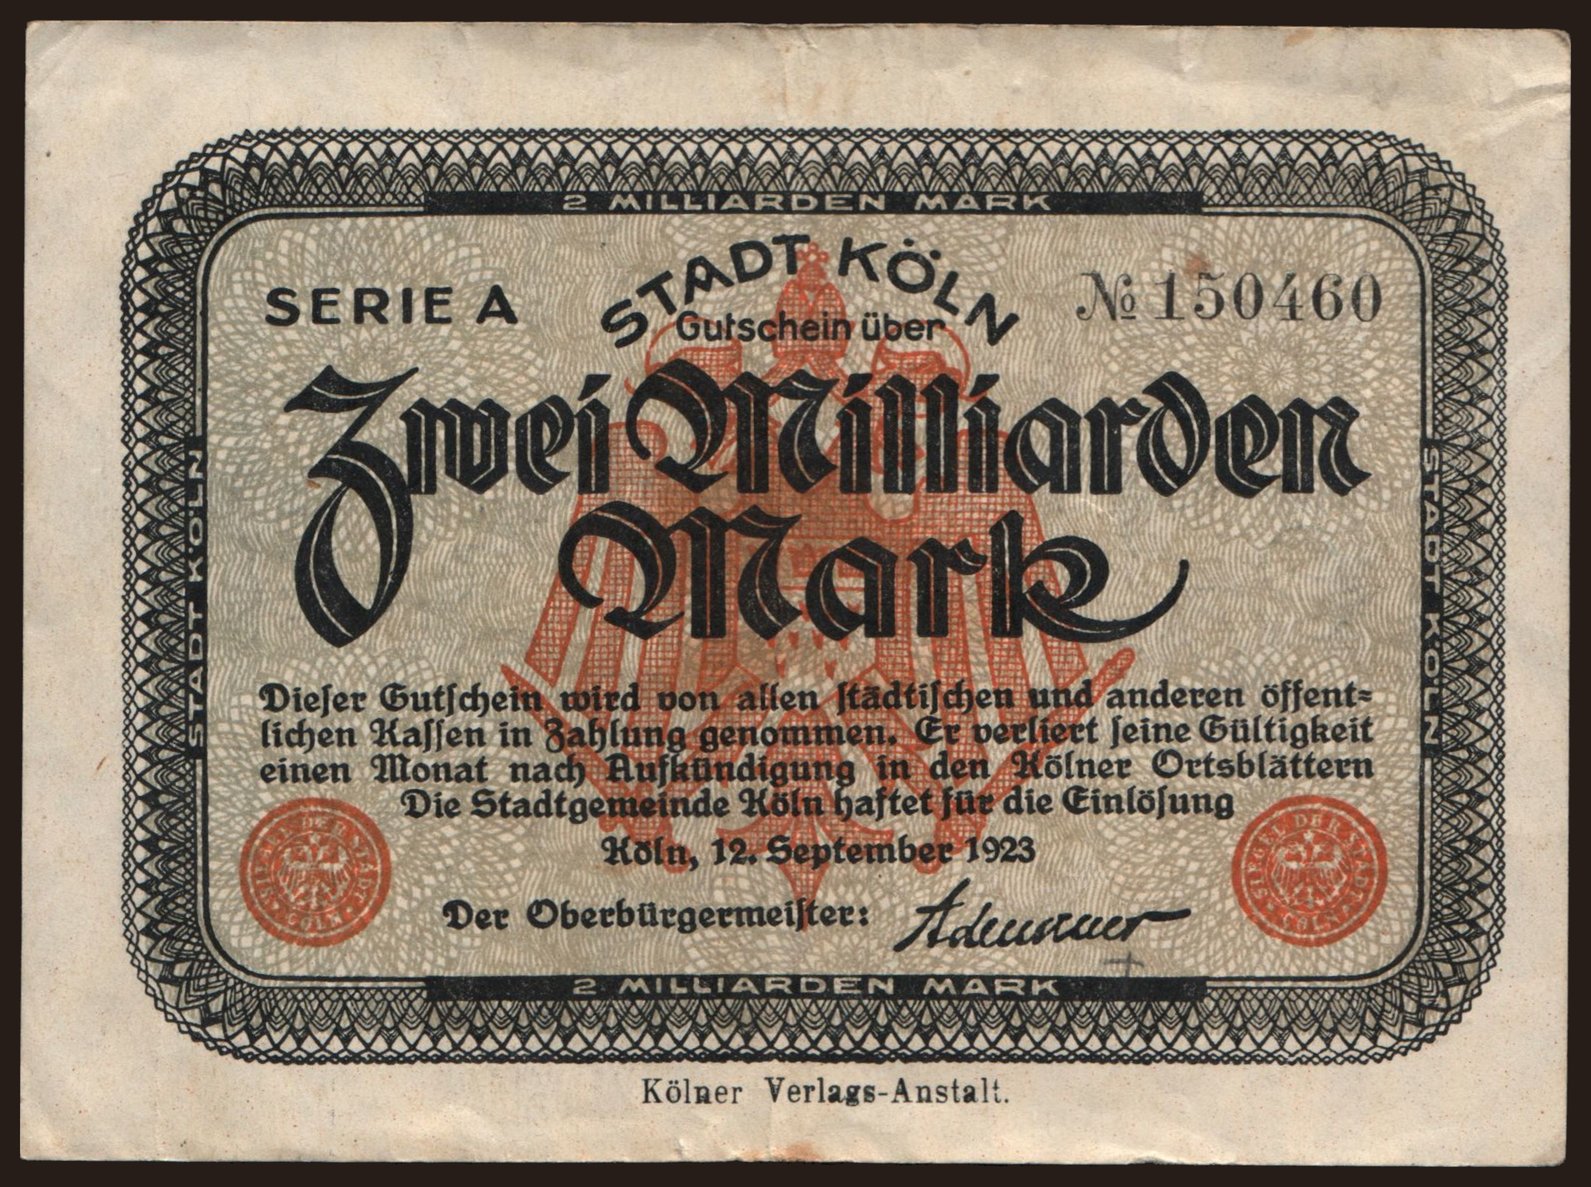 2 MILLIARDEN MARK
STADT KÖLN
SERIE A
№ 150460
Gutschein über
Zwei Milliarden
Mark
STADT KÖLN
STADT KÖLN
Dieser Gutschein wird von allen städtischen und anderen öffent-
lichen Kassen in Zahlung genommen. Er verliert seine Gültigkeit
einen Monat nach Aufkündigung in den Kölner Ortsblättern
Die Stadtgemeinde Köln haftet für die Einlösung
Köln, 12. September 1923
Der Oberbürgermeister: Adenauer
2 MILLIARDEN MARK
Kölner Verlags-Anstalt.